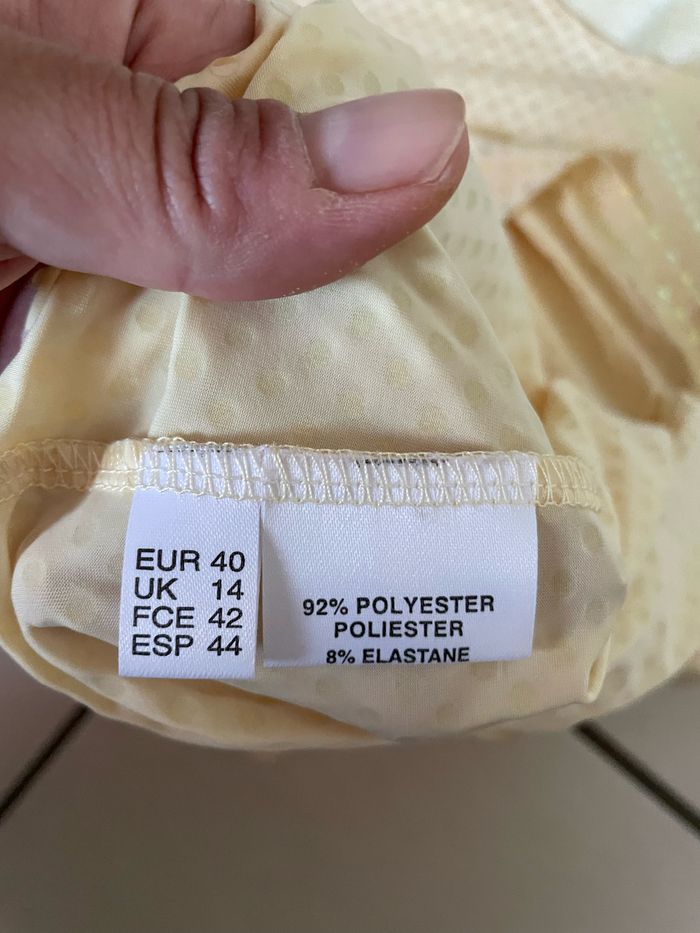 EUR 40
UK 14
FCE 42
ESP 44
92% POLYESTER
POLIESTER
8% ELASTANE